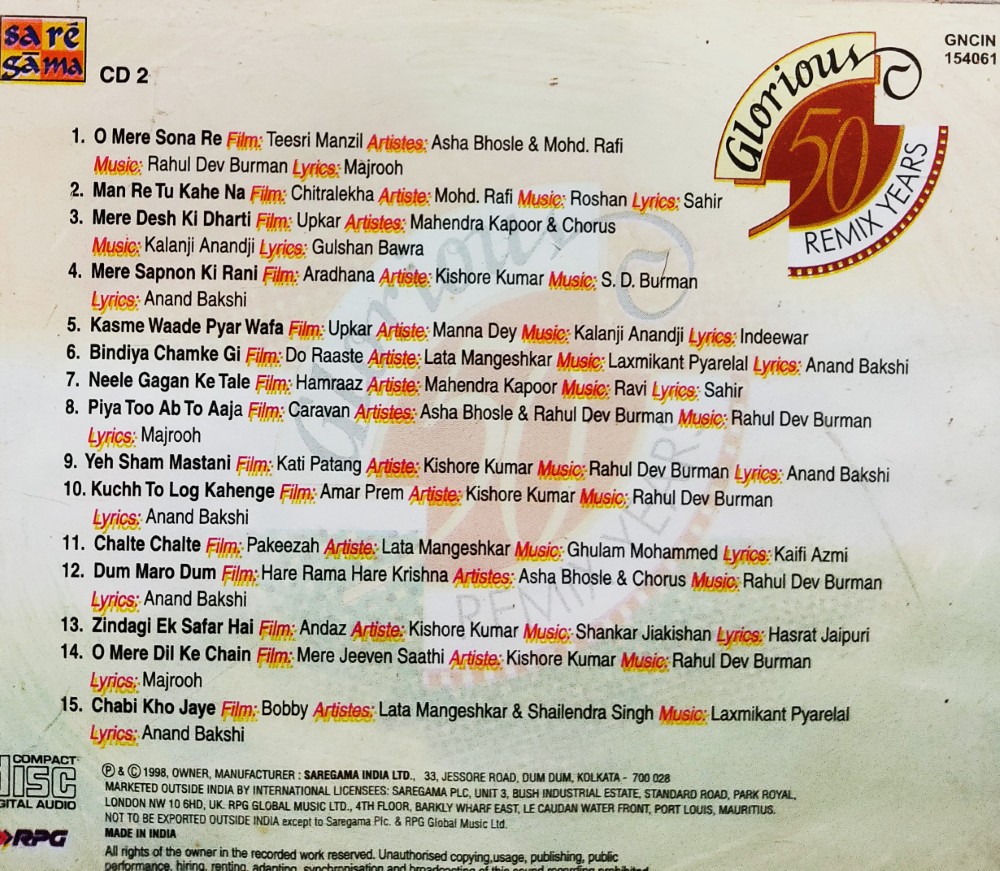 saré
gāma
CD 2
Glorious
50
REMIX YEARS
GNCIN
154061
1. O Mere Sona Re Film: Teesri Manzil Artistes: Asha Bhosle & Mohd. Rafi
Music: Rahul Dev Burman Lyrics: Majrooh
2. Man Re Tu Kahe Na Film: Chitralekha Artiste: Mohd. Rafi Music: Roshan Lyrics: Sahir
3. Mere Desh Ki Dharti Film: Upkar Artistes: Mahendra Kapoor & Chorus
Music: Kalanji Anandji Lyrics: Gulshan Bawra
4. Mere Sapnon Ki Rani Film: Aradhana Artiste: Kishore Kumar Music: S. D. Burman
Lyrics: Anand Bakshi
5. Kasme Waade Pyar Wafa Film: Upkar Artiste: Manna Dey Music: Kalanji Anandji Lyrics: Indeewar
6. Bindiya Chamke Gi Film: Do Raaste Artiste: Lata Mangeshkar Music: Laxmikant Pyarelal Lyrics: Anand Bakshi
7. Neele Gagan Ke Tale Film: Hamraaz Artiste: Mahendra Kapoor Music: Ravi Lyrics: Sahir
8. Piya Too Ab To Aaja Film: Caravan Artistes: Asha Bhosle & Rahul Dev Burman Music: Rahul Dev Burman
Lyrics: Majrooh
9. Yeh Sham Mastani Film: Kati Patang Artiste: Kishore Kumar Music: Rahul Dev Burman Lyrics: Anand Bakshi
10. Kuchh To Log Kahenge Film: Amar Prem Artiste: Kishore Kumar Music: Rahul Dev Burman
Lyrics: Anand Bakshi
11. Chalte Chalte Film: Pakeezah Artiste: Lata Mangeshkar Music: Ghulam Mohammed Lyrics: Kaifi Azmi
12. Dum Maro Dum Film: Hare Rama Hare Krishna Artistes: Asha Bhosle & Chorus Music: Rahul Dev Burman
Lyrics: Anand Bakshi
13. Zindagi Ek Safar Hai Film: Andaz Artiste: Kishore Kumar Music: Shankar Jiakishan Lyrics: Hasrat Jaipuri
14. O Mere Dil Ke Chain Film: Mere Jeeven Saathi Artiste: Kishore Kumar Music: Rahul Dev Burman
Lyrics: Majrooh
15. Chabi Kho Jaye Film: Bobby Artistes: Lata Mangeshkar & Shailendra Singh Music: Laxmikant Pyarelal
Lyrics: Anand Bakshi
Glorious
50
REMIX YEARS
COMPACT
DISC
DIGITAL AUDIO
RPG
Ⓟ & © 1998, OWNER, MANUFACTURER : SAREGAMA INDIA LTD., 33, JESSORE ROAD, DUM DUM, KOLKATA - 700 028
MARKETED OUTSIDE INDIA BY INTERNATIONAL LICENSEES: SAREGAMA PLC, UNIT 3, BUSH INDUSTRIAL ESTATE, STANDARD ROAD, PARK ROYAL,
LONDON NW 10 6HD, UK. RPG GLOBAL MUSIC LTD., 4TH FLOOR, BARKLY WHARF EAST, LE CAUDAN WATER FRONT, PORT LOUIS, MAURITIUS.
NOT TO BE EXPORTED OUTSIDE INDIA except to Saregama Plc. & RPG Global Music Ltd.
MADE IN INDIA
All rights of the owner in the recorded work reserved. Unauthorised copying,usage, publishing, public
performance, hiring, renting, adapting, synchronisation and broadcasting of this sound regarding prohibited